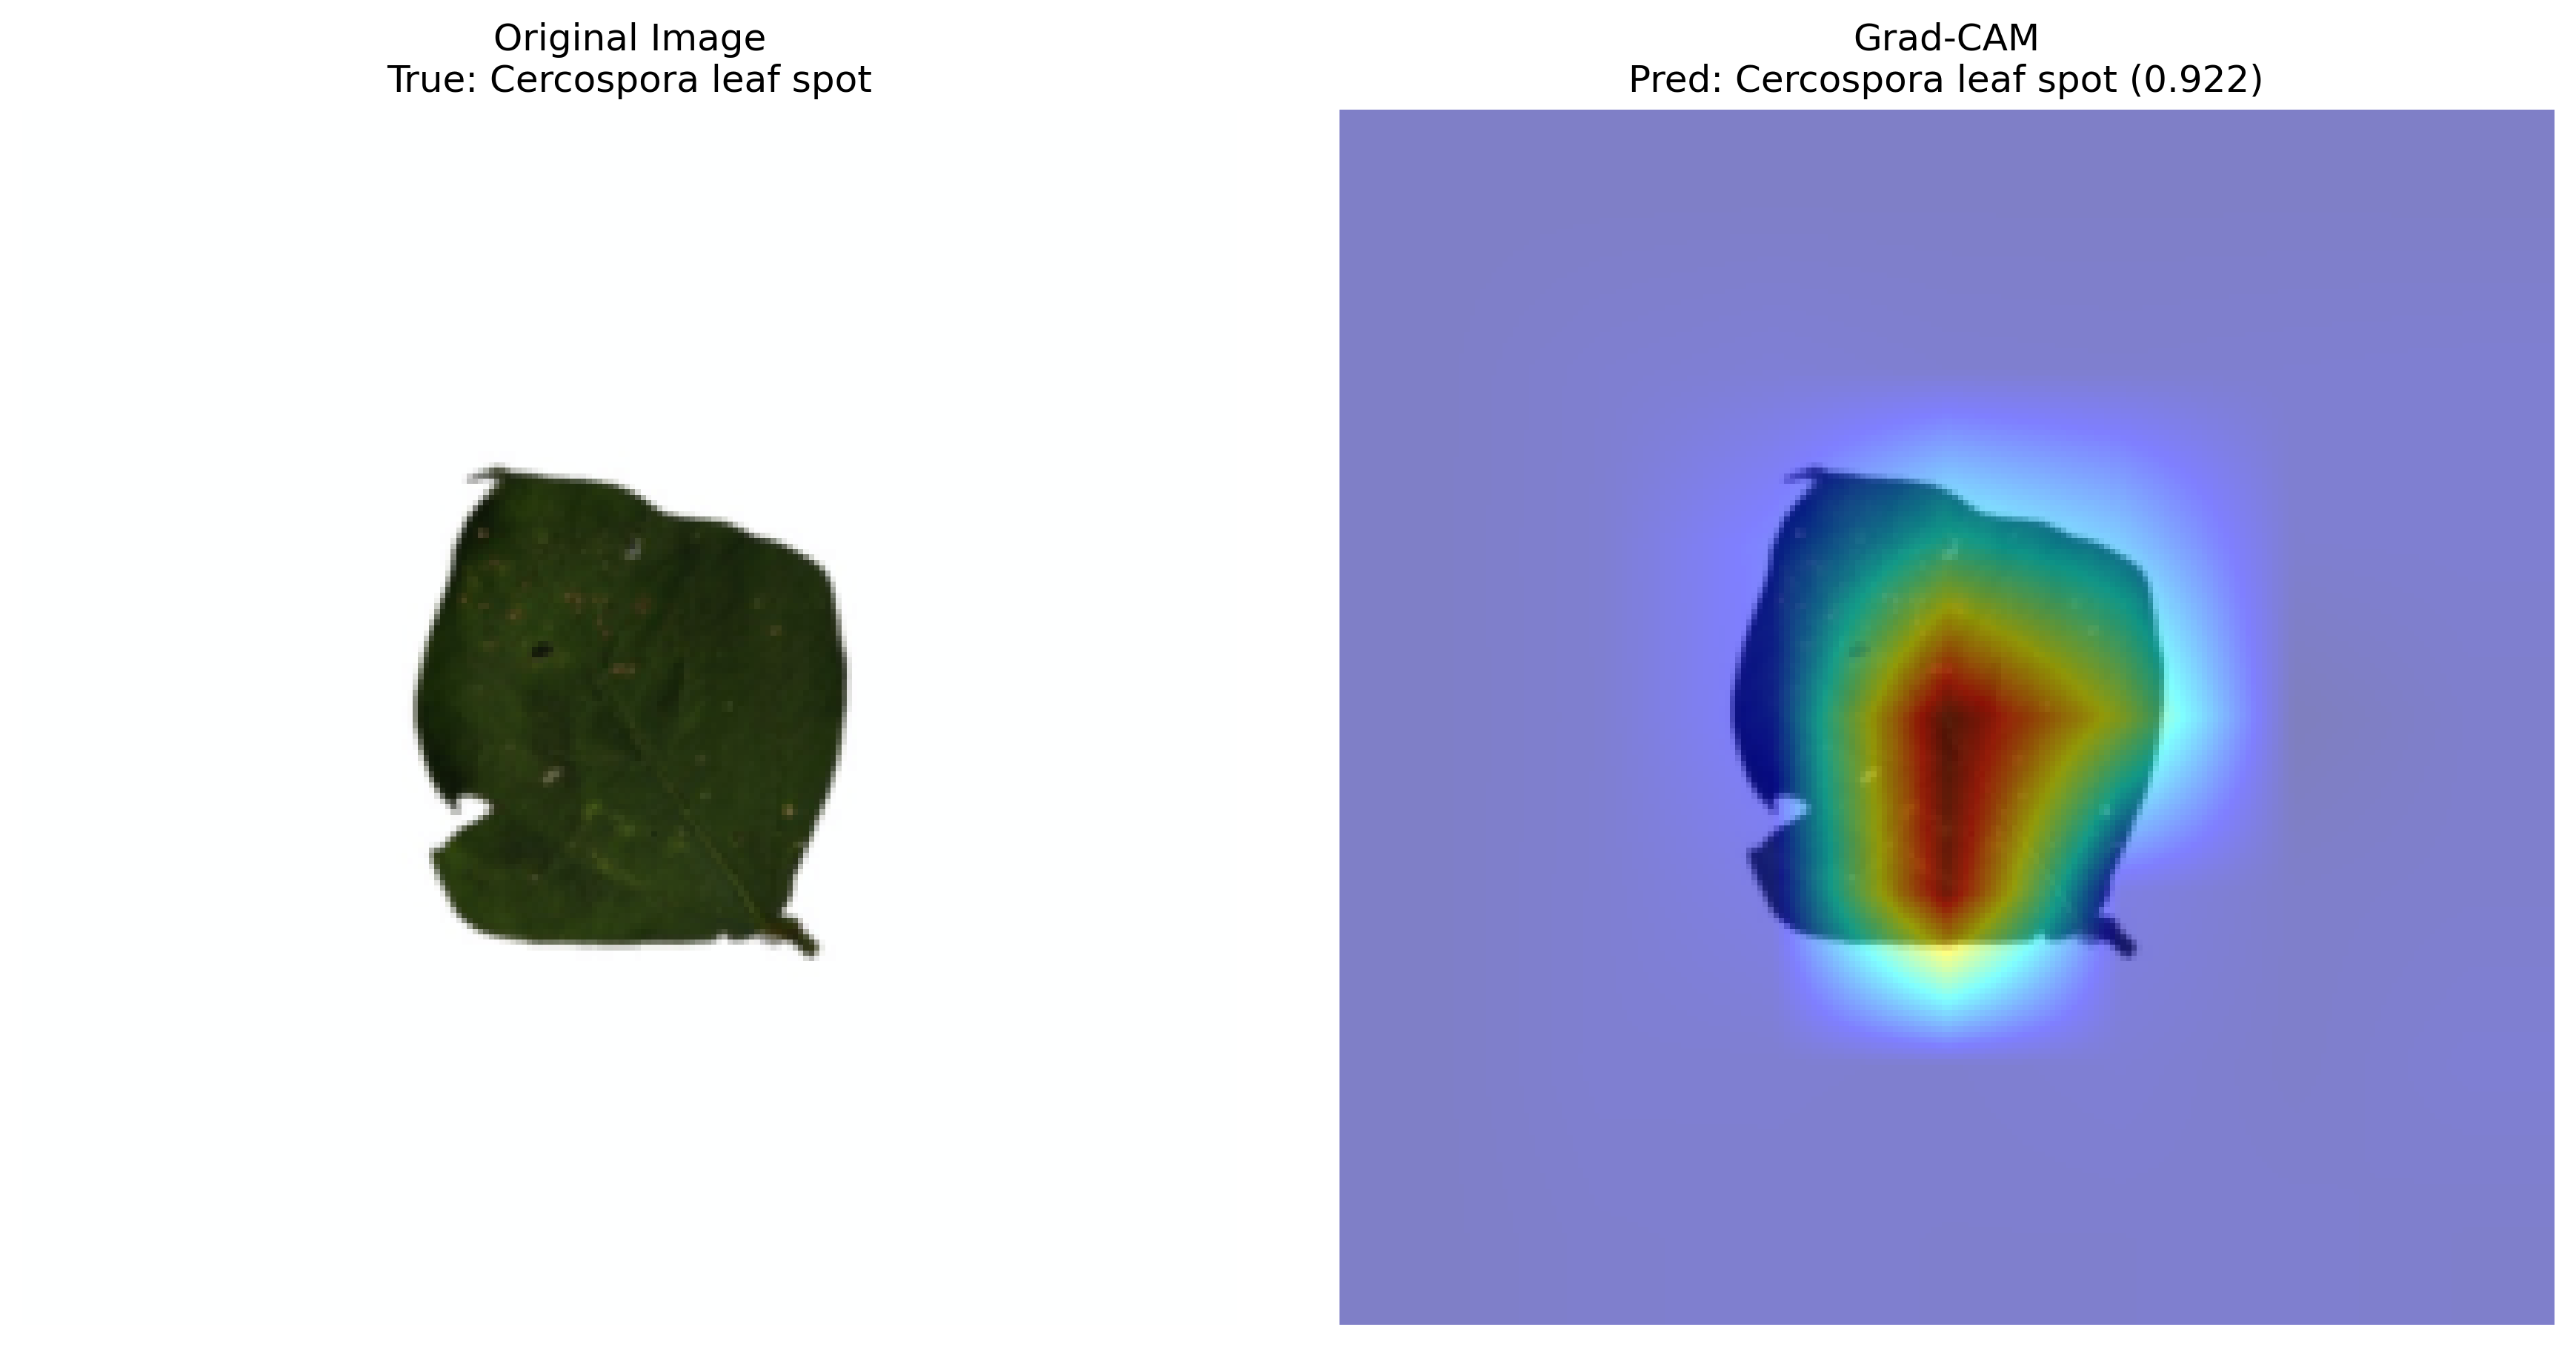 Original Image
True: Cercospora leaf spot
Grad-CAM
Pred: Cercospora leaf spot (0.922)